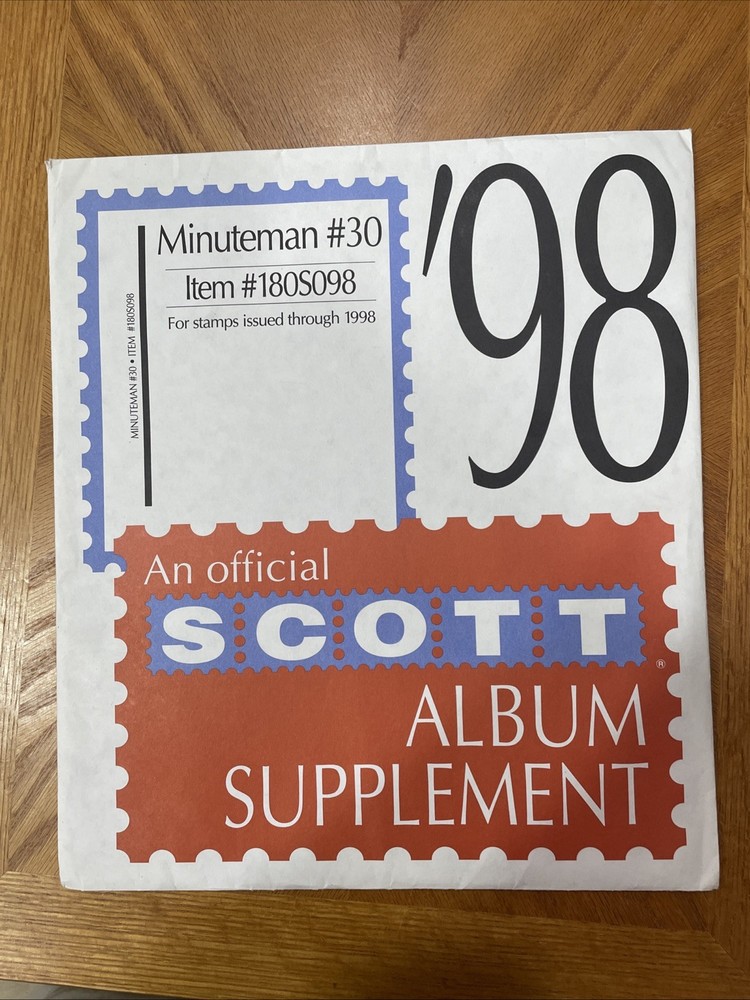 '98
Minuteman #30
Item #180S098
For stamps issued through 1998
MINUTEMAN #30 • ITEM #180S098
An official
SCOTT
®
ALBUM
SUPPLEMENT